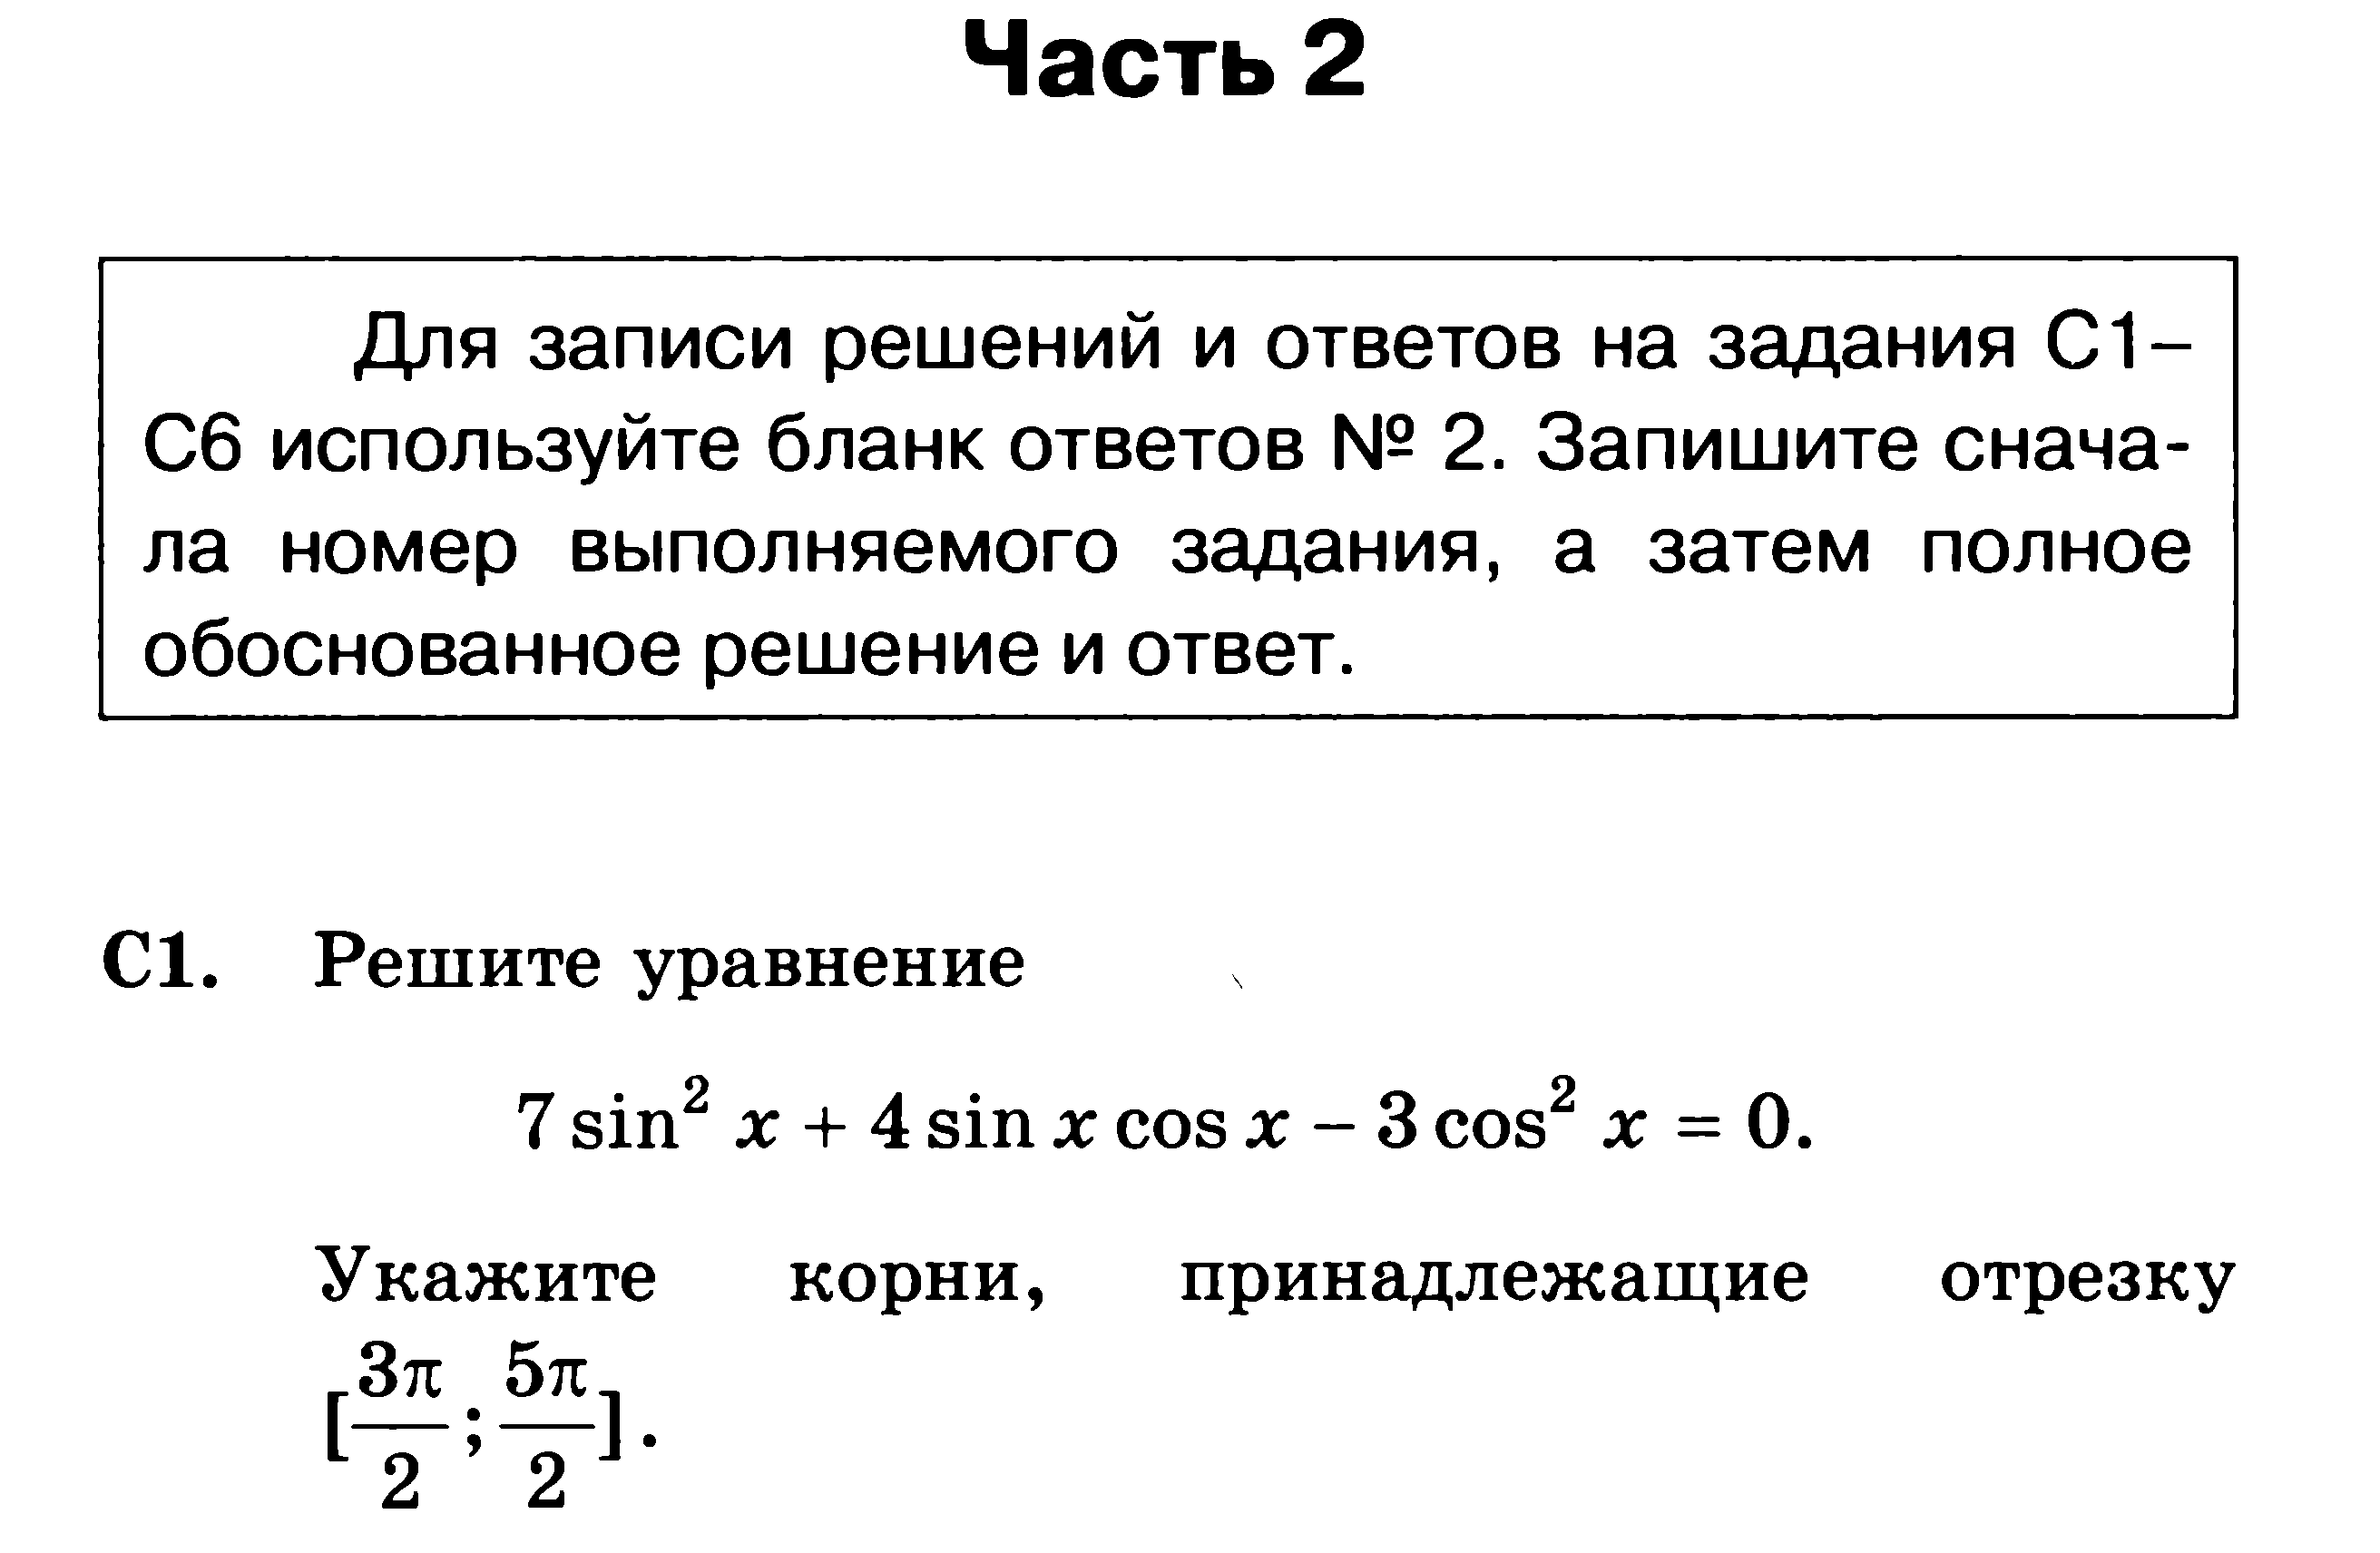 Часть 2
Для записи решений и ответов на задания С1–
С6 используйте бланк ответов № 2. Запишите снача-
ла номер выполняемого задания, а затем полное
обоснованное решение и ответ.
С1. Решите уравнение
7 sin² x + 4 sin x cos x – 3 cos² x = 0.
Укажите корни, принадлежащие отрезку
[3π/2; 5π/2].